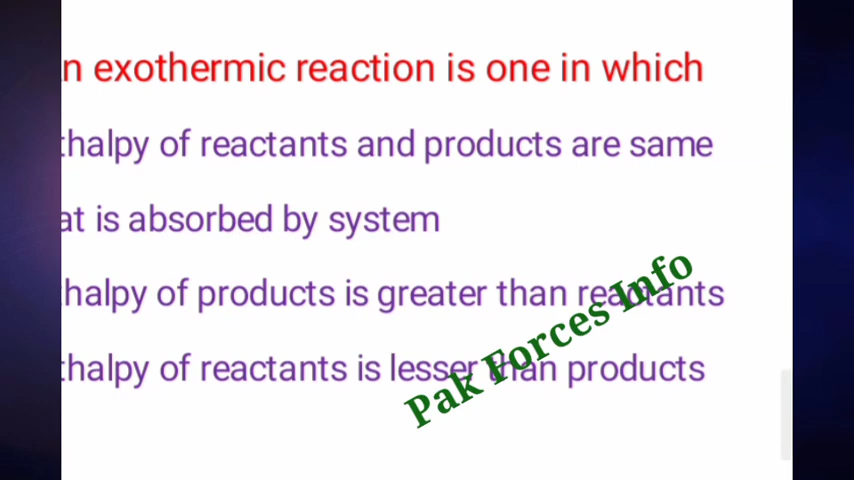 n exothermic reaction is one in which
thalpy of reactants and products are same
at is absorbed by system
halpy of products is greater than reactants
thalpy of reactants is lesser than products
Pak Forces Info